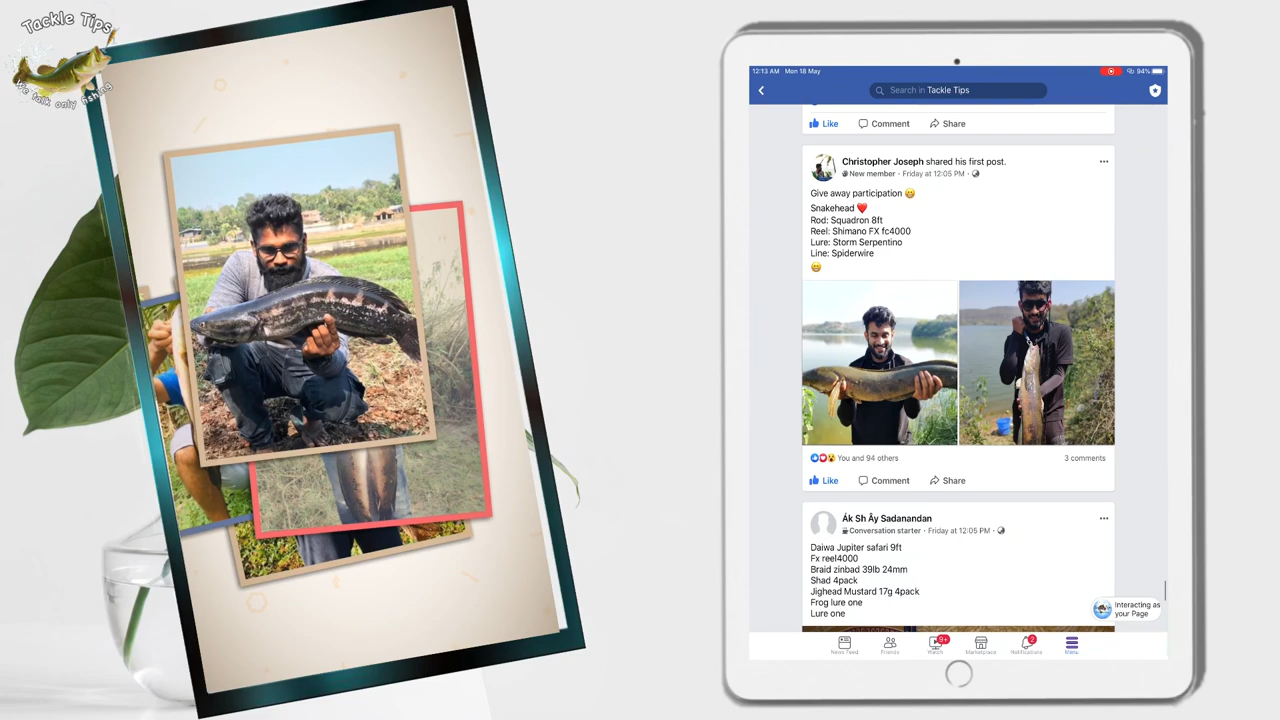 Tackle Tips
We talk only fishing
12:13 AM Mon 18 May
94%
Search in Tackle Tips
Like Comment Share
Christopher Joseph shared his first post.
New member · Friday at 12:05 PM ·
Give away participation 😄
Snakehead ❤️
Rod: Squadron 8ft
Reel: Shimano FX fc4000
Lure: Storm Serpentino
Line: Spiderwire
😄
You and 94 others 3 comments
Like Comment Share
Ák Sh Ây Sadanandan
Conversation starter · Friday at 12:05 PM ·
Daiwa Jupiter safari 9ft
Fx reel4000
Braid zinbad 39lb 24mm
Shad 4pack
Jighead Mustard 17g 4pack
Frog lure one
Lure one
Interacting as
your Page
9+ 2
News Feed Friends Watch Marketplace Notifications Menu